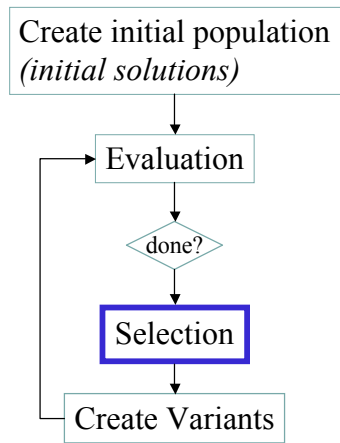 Create initial population
(initial solutions)
Evaluation
done?
Selection
Create Variants